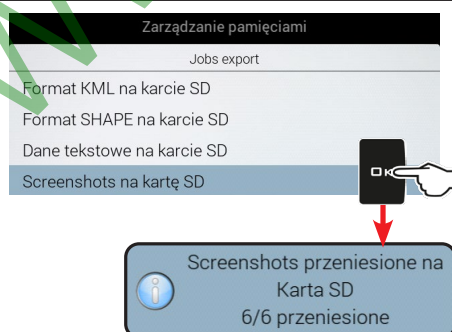 Zarządzanie pamięciami
Jobs export
Format KML na karcie SD
Format SHAPE na karcie SD
Dane tekstowe na karcie SD
Screenshots na kartę SD
Screenshots przeniesione na
Karta SD
6/6 przeniesione